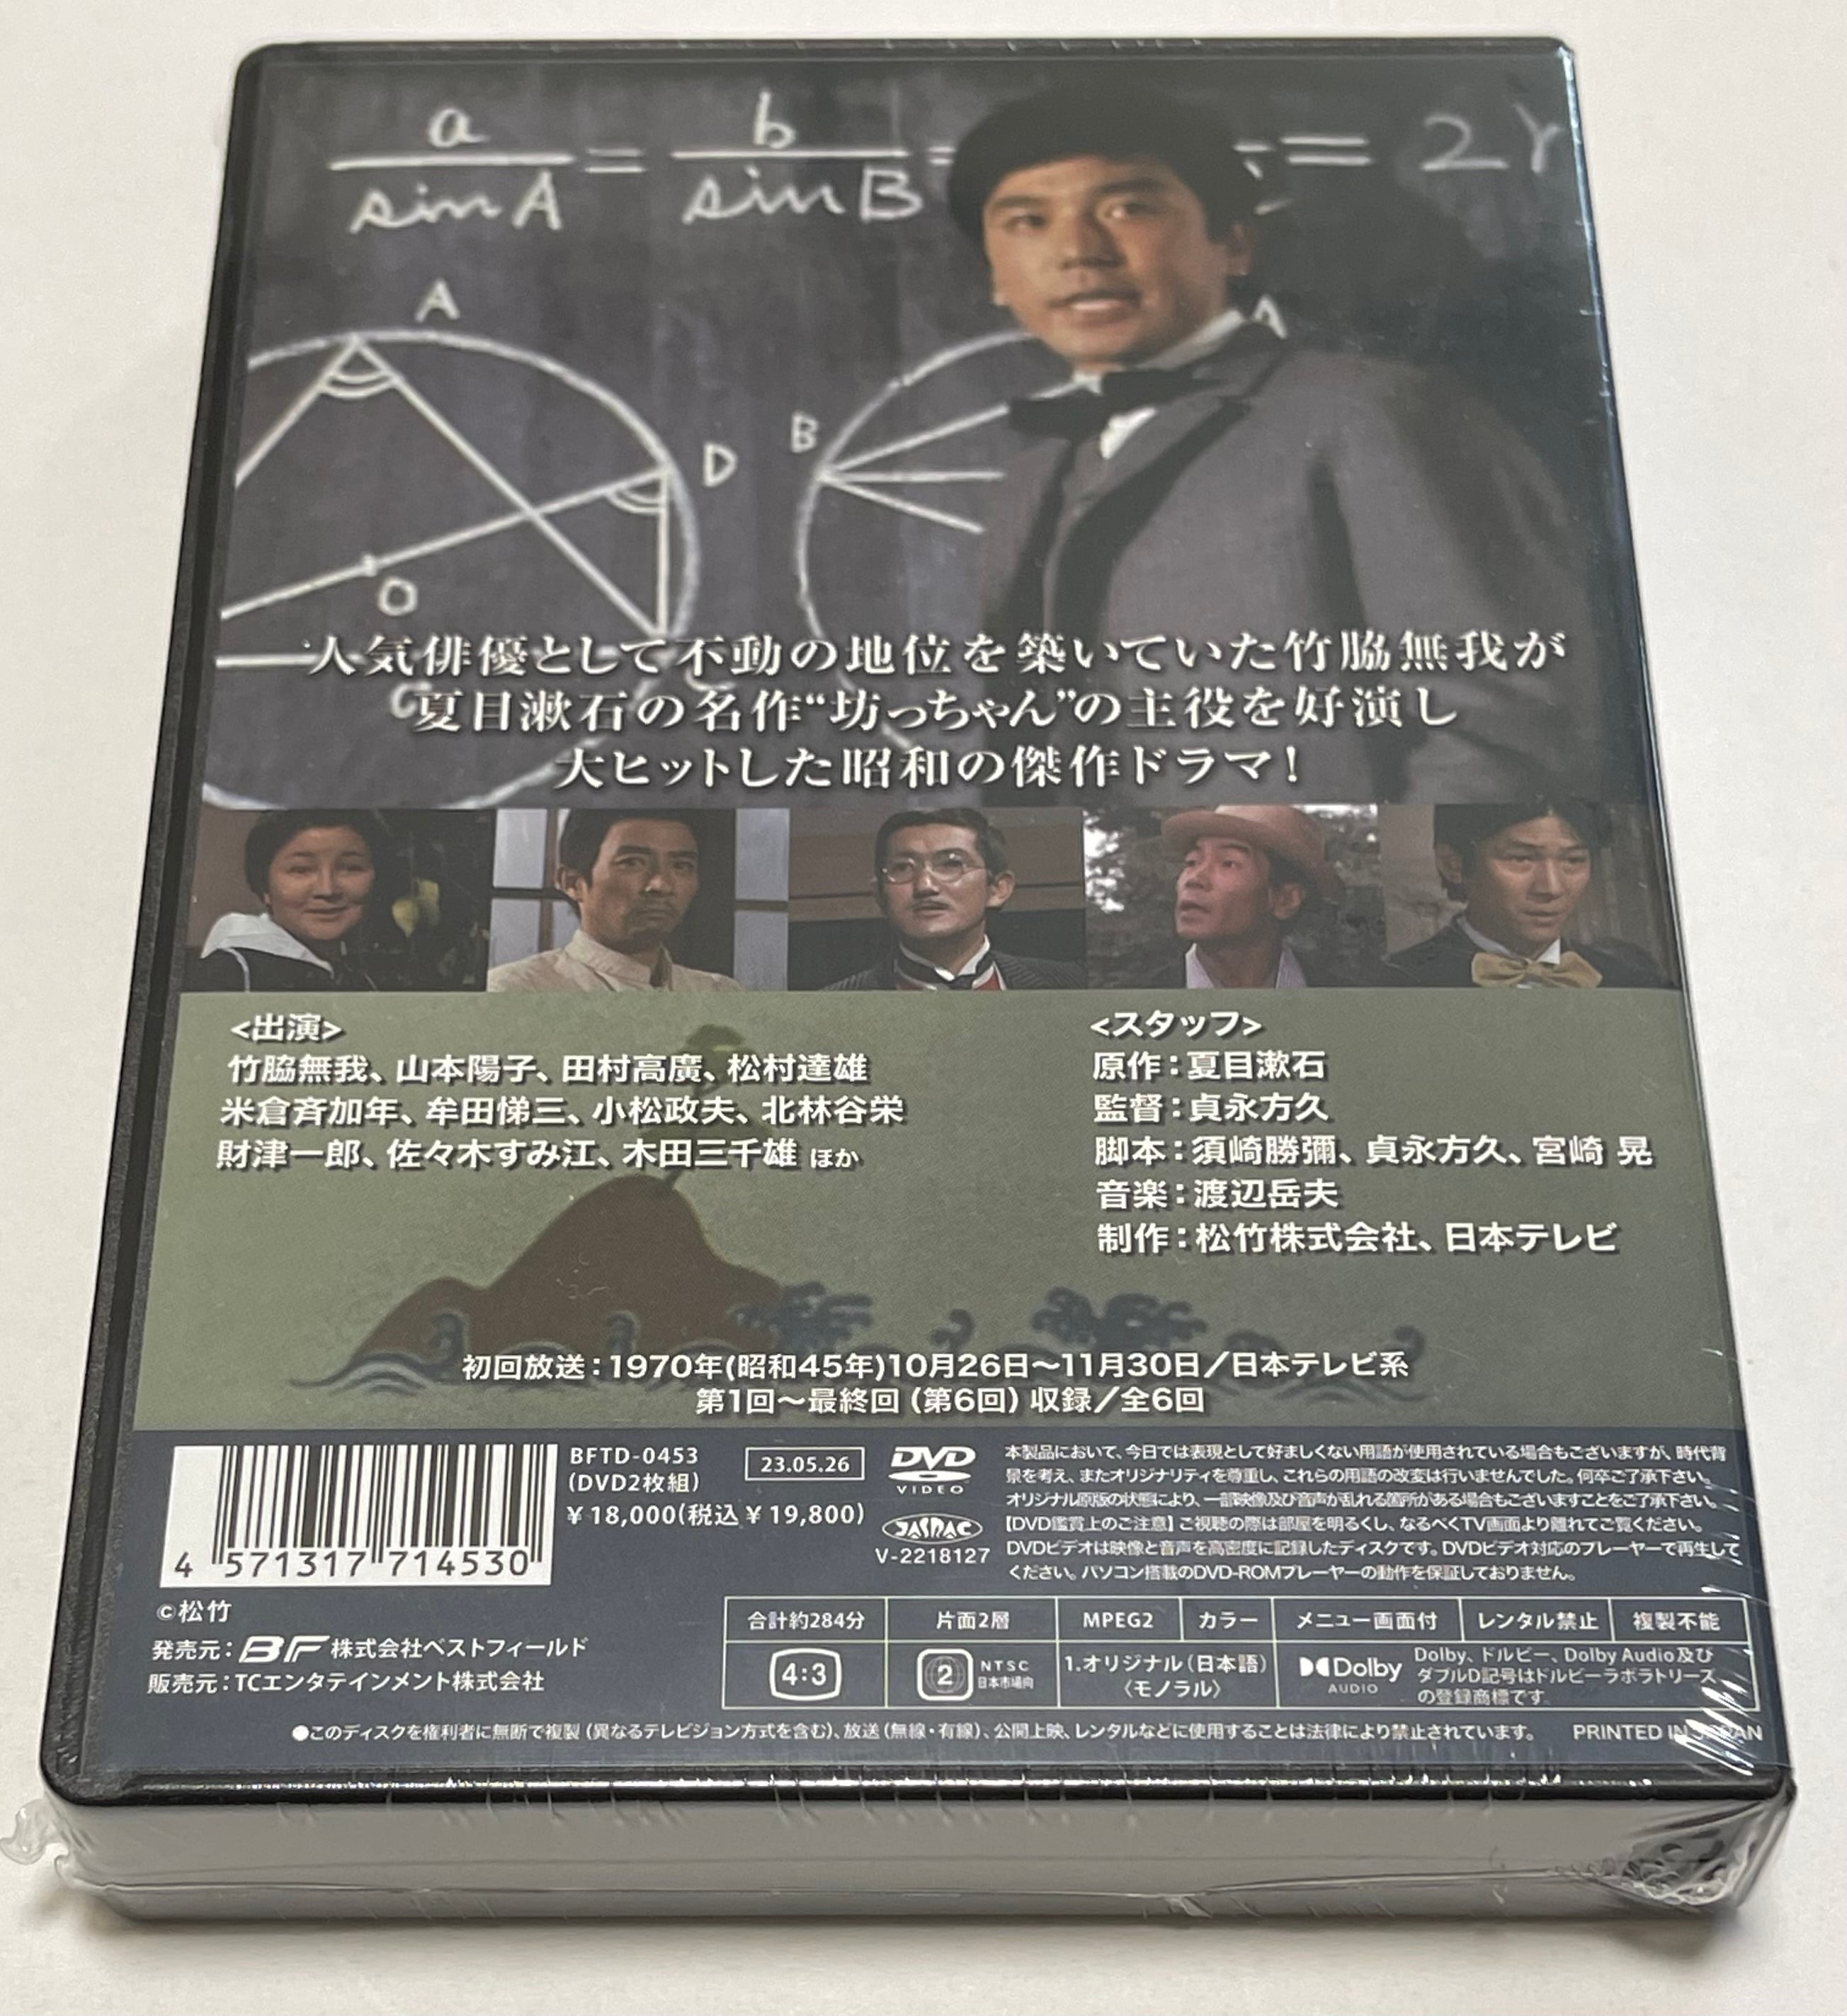 a b
= = = 2r
sin A sin B
A
A
B
D
O
C
人気俳優として不動の地位を築いていた竹脇無我が
夏目漱石の名作“坊っちゃん”の主役を好演し
大ヒットした昭和の傑作ドラマ！
<出演>
竹脇無我、山本陽子、田村高廣、松村達雄
米倉斉加年、牟田悌三、小松政夫、北林谷栄
財津一郎、佐々木すみ江、木田三千雄 ほか
<スタッフ>
原作：夏目漱石
監督：貞永方久
脚本：須崎勝彌、貞永方久、宮崎 晃
音楽：渡辺岳夫
制作：松竹株式会社、日本テレビ
初回放送：1970年(昭和45年)10月26日～11月30日／日本テレビ系
第1回～最終回（第6回）収録／全6回
4 571317 714530
BFTD-0453
(DVD2枚組)
￥18,000(税込￥19,800)
23.05.26
DVD
VIDEO
JASRAC
V-2218127
本製品において、今日では表現として好ましくない用語が使用されている場合もございますが、時代背
景を考え、またオリジナリティを尊重し、これらの用語の改変は行いませんでした。何卒ご了承下さい。
オリジナル原版の状態により、一部映像及び音声が乱れる箇所がある場合もございますことをご了承下さい。
【DVD鑑賞上のご注意】ご視聴の際は部屋を明るくし、なるべくTV画面より離れてご覧ください。
DVDビデオは映像と音声を高密度に記録したディスクです。DVDビデオ対応のプレーヤーで再生して
ください。パソコン搭載のDVD-ROMプレーヤーの動作を保証しておりません。
©松竹
発売元：BF 株式会社ベストフィールド
販売元：TCエンタテインメント株式会社
合計約284分 片面2層 MPEG2 カラー メニュー画面付 レンタル禁止 複製不能
4:3
2 NTSC
日本市場向
1.オリジナル（日本語）
〈モノラル〉
Dolby
AUDIO
Dolby、ドルビー、Dolby Audio及び
ダブルD記号はドルビーラボラトリーズ
の登録商標です。
●このディスクを権利者に無断で複製（異なるテレビジョン方式を含む）、放送（無線・有線）、公開上映、レンタルなどに使用することは法律により禁止されています。 PRINTED IN JAPAN